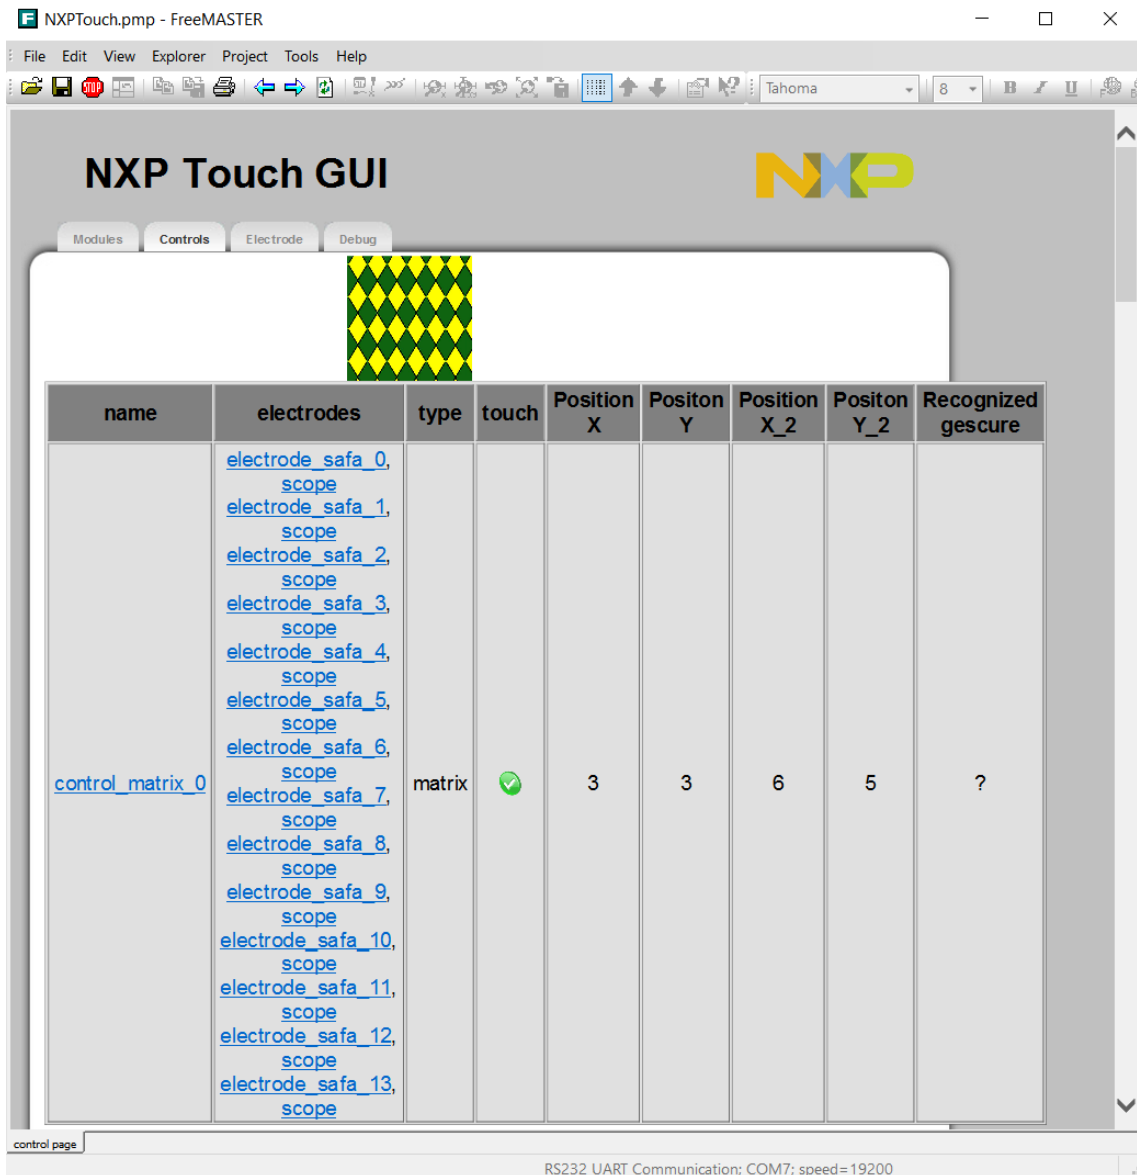 NXPTouch.pmp - FreeMASTER
File Edit View Explorer Project Tools Help
STOP
Tahoma 8 B I U
NXP Touch GUI
NXP
Modules Controls Electrode Debug
name electrodes type touch Position X Positon Y Position X_2 Positon Y_2 Recognized gescure
electrode_safa_0,
scope
electrode_safa_1,
scope
electrode_safa_2,
scope
electrode_safa_3,
scope
electrode_safa_4,
scope
electrode_safa_5,
scope
electrode_safa_6,
scope
electrode_safa_7,
scope
electrode_safa_8,
scope
electrode_safa_9,
scope
electrode_safa_10,
scope
electrode_safa_11,
scope
electrode_safa_12,
scope
electrode_safa_13,
scope
control_matrix_0 matrix 3 3 6 5 ?
control page
RS232 UART Communication; COM7; speed=19200